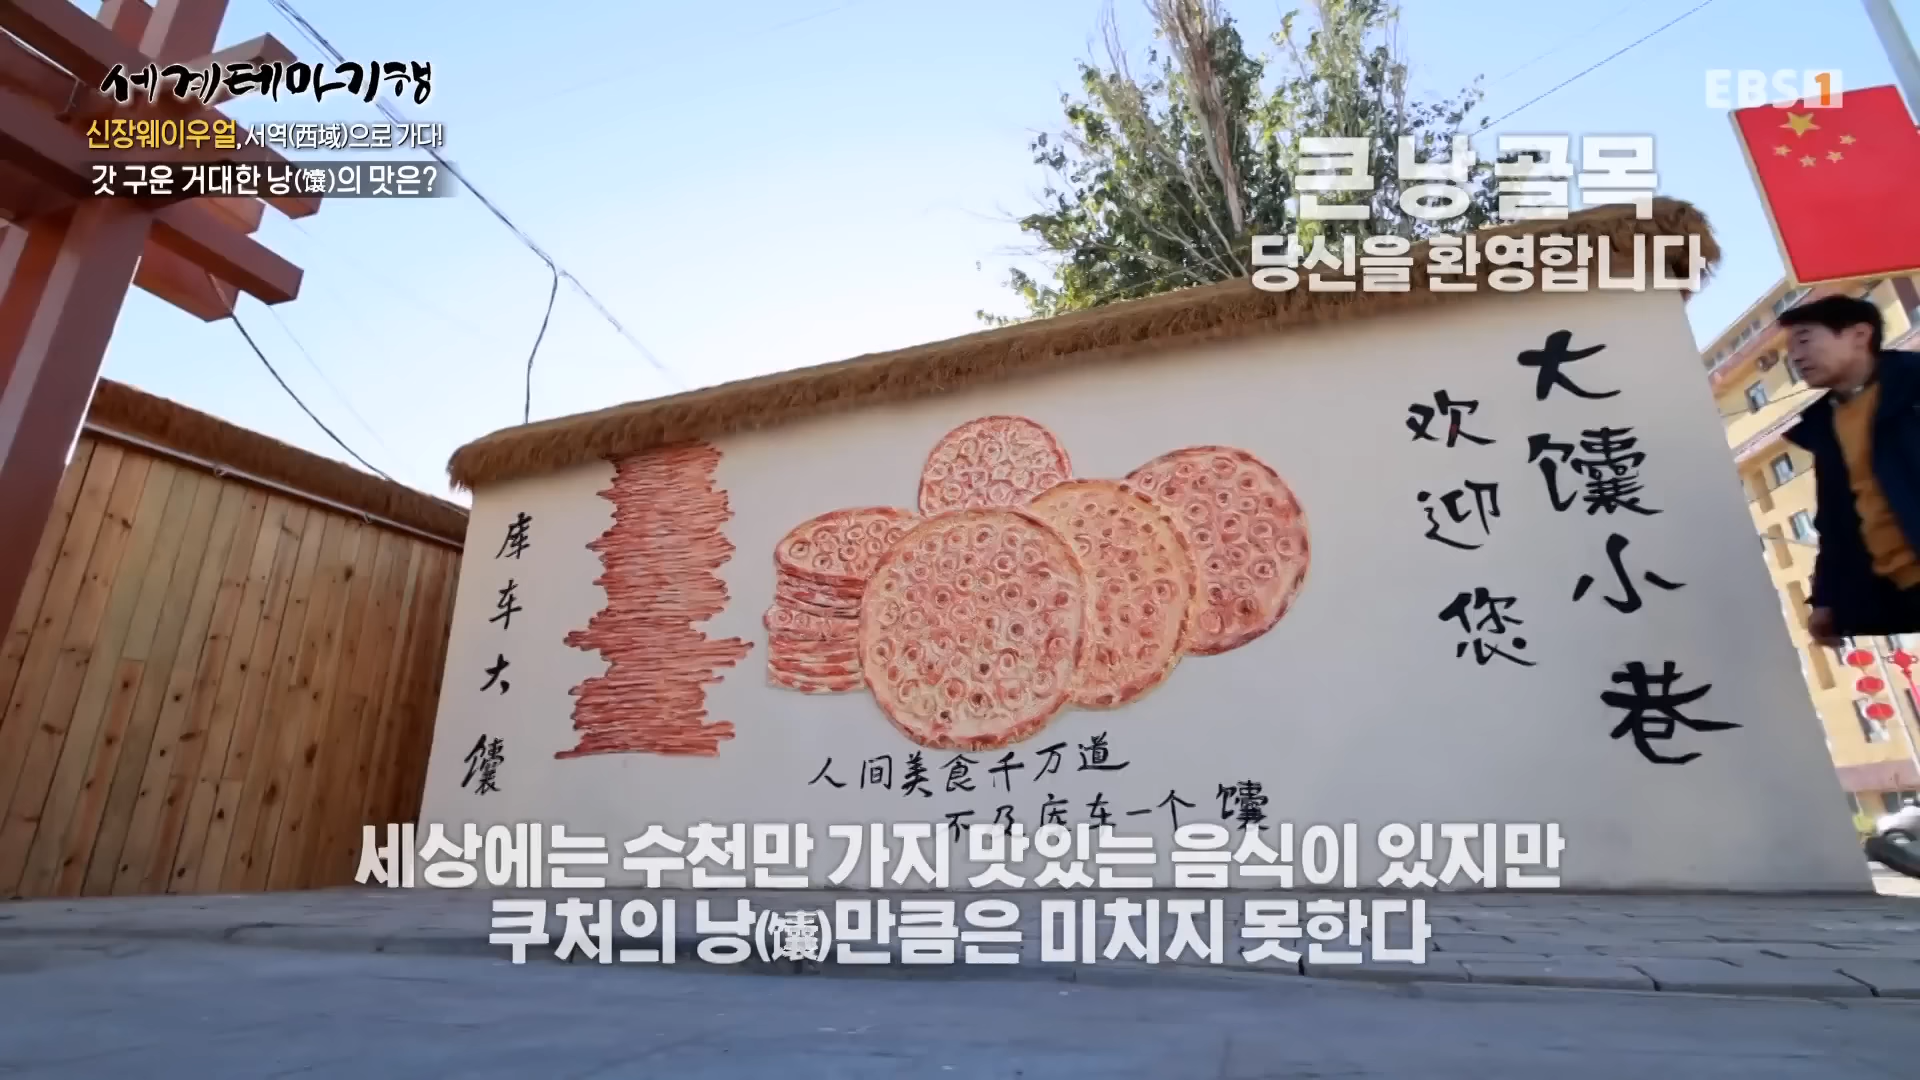 세계테마기행
신장웨이우얼, 서역(西域)으로 가다!
갓 구운 거대한 낭(馕)의 맛은?
EBS1
큰 낭 골목
당신을 환영합니다
大馕小巷
欢迎您
库车大馕
人间美食千万道
不及库车一个馕
세상에는 수천만 가지 맛있는 음식이 있지만
쿠처의 낭(馕)만큼은 미치지 못한다